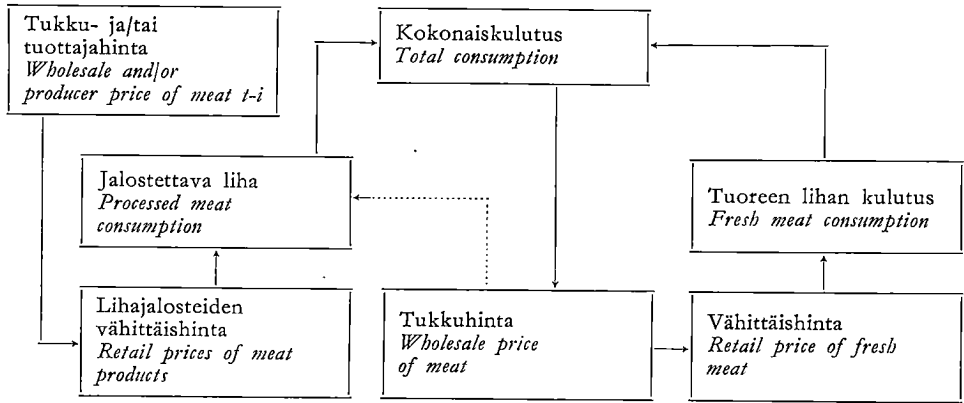 Tukku- ja/tai
tuottajahinta
Wholesale and/or
producer price of meat t-i
Kokonaiskulutus
Total consumption
Jalostettava liha
Processed meat
consumption
Tuoreen lihan kulutus
Fresh meat consumption
Lihajalosteiden
vähittäishinta
Retail prices of meat
products
Tukkuhinta
Wholesale price
of meat
Vähittäishinta
Retail price of fresh
meat